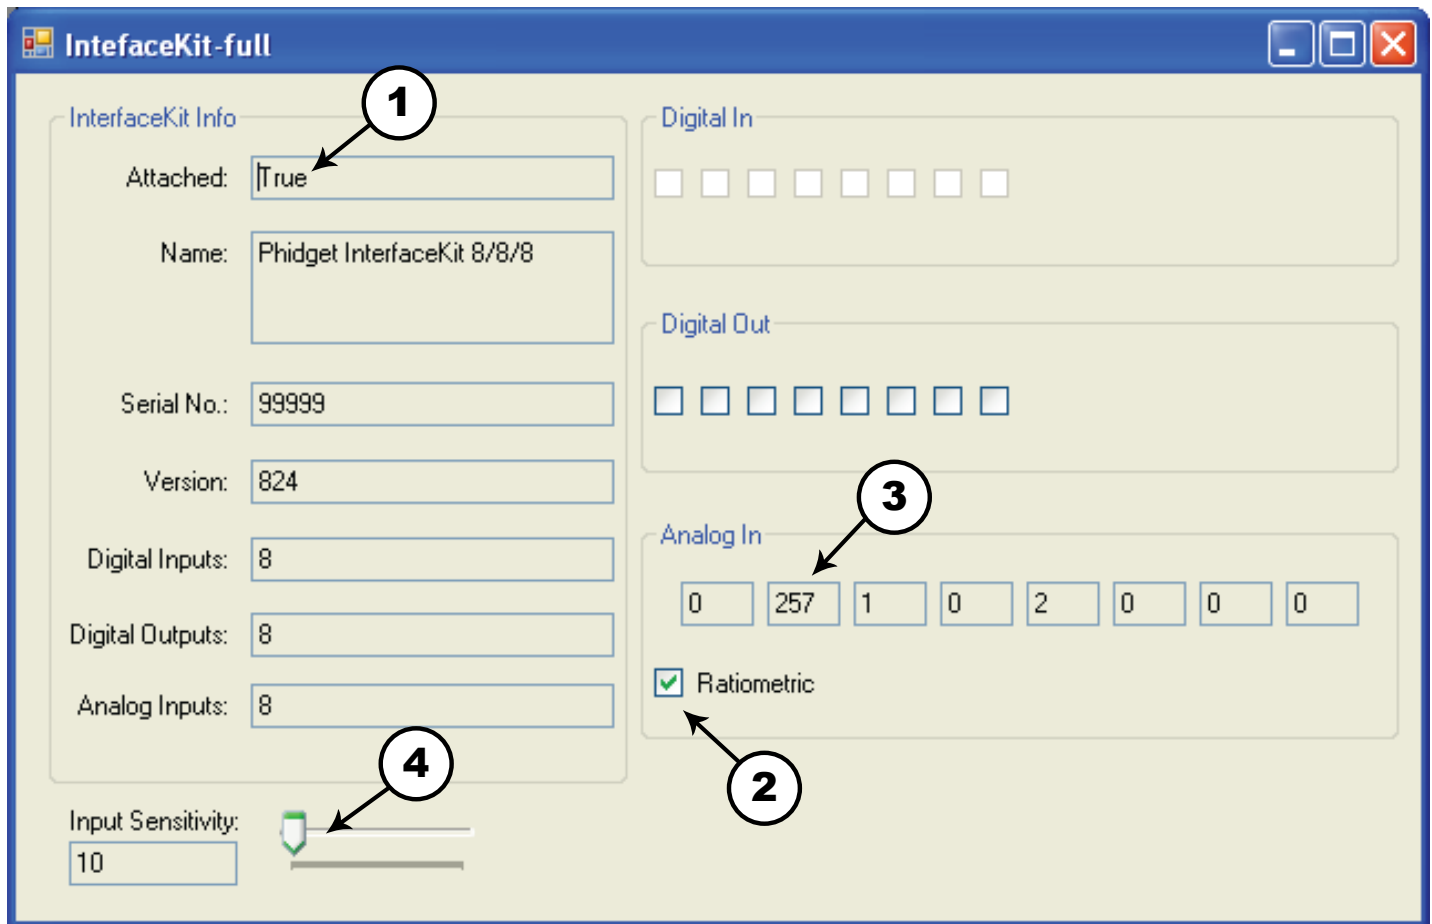 IntefaceKit-full
InterfaceKit Info
1
Attached: True
Name: Phidget InterfaceKit 8/8/8
Serial No.: 99999
Version: 824
Digital Inputs: 8
Digital Outputs: 8
Analog Inputs: 8
4
Input Sensitivity:
10
Digital In
Digital Out
3
Analog In
0 257 1 0 2 0 0 0
Ratiometric
2